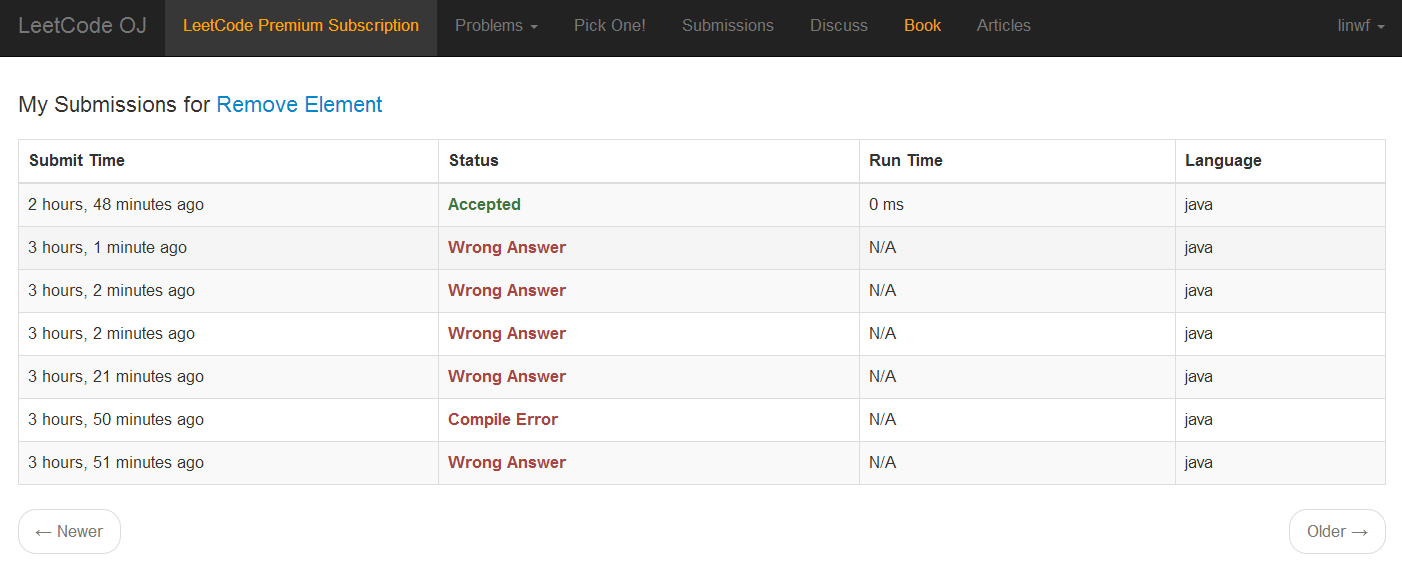 LeetCode OJ LeetCode Premium Subscription Problems Pick One! Submissions Discuss Book Articles linwf
My Submissions for Remove Element
Submit Time Status Run Time Language
2 hours, 48 minutes ago Accepted 0 ms java
3 hours, 1 minute ago Wrong Answer N/A java
3 hours, 2 minutes ago Wrong Answer N/A java
3 hours, 2 minutes ago Wrong Answer N/A java
3 hours, 21 minutes ago Wrong Answer N/A java
3 hours, 50 minutes ago Compile Error N/A java
3 hours, 51 minutes ago Wrong Answer N/A java
← Newer Older →